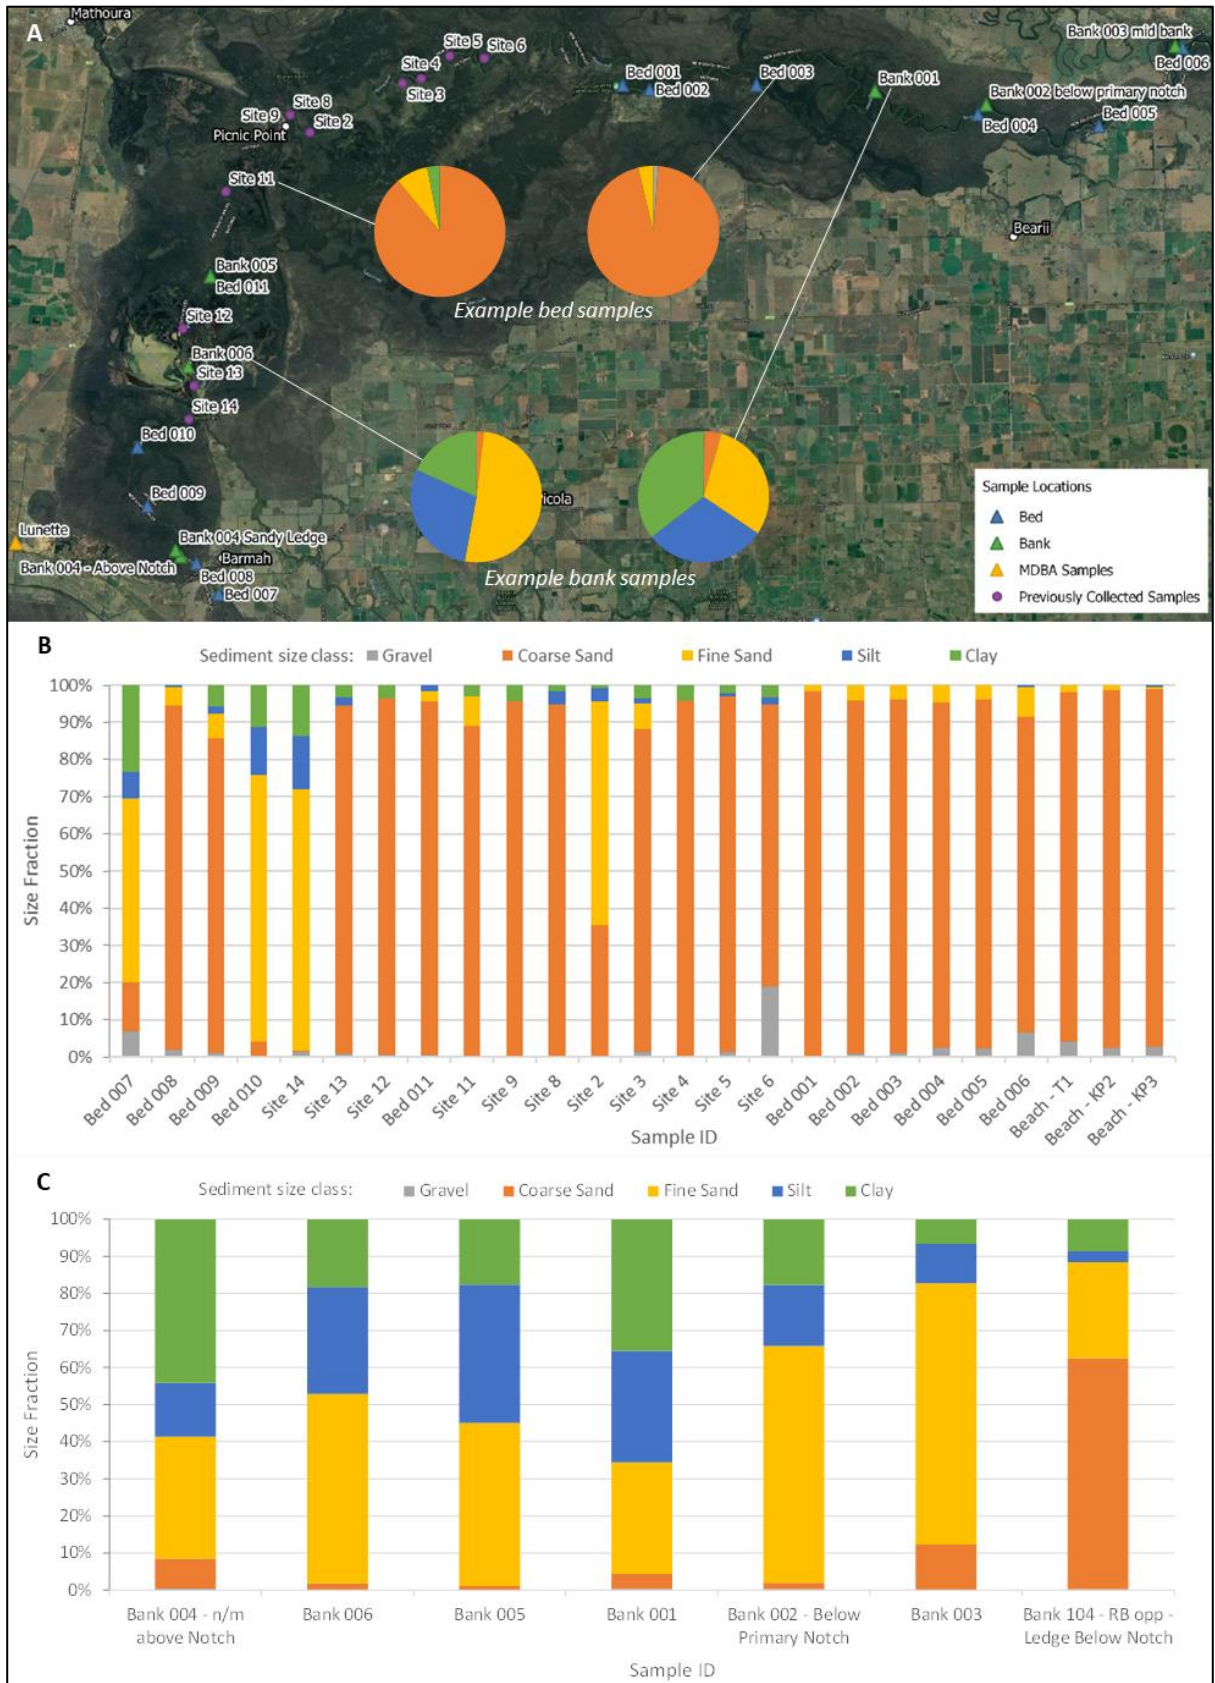 A
Mathoura
Site 5
Site 6
Site 4
Site 3
Bed 001
Bed 002
Bed 003
Bank 001
Bank 003 mid bank
Bed 006
Bank 002 below primary notch
Bed 004
Bed 005
Site 8
Site 9
Picnic Point
Site 2
Site 11
Bearii
Example bed samples
Bank 005
Bed 011
Site 12
Bank 006
Site 13
Site 14
Bed 010
Bed 009
Lunette
Bank 004 Sandy Ledge
Bank 004 - Above Notch
Barmah
Bed 008
Bed 007
Example bank samples
Sample Locations
Bed
Bank
MDBA Samples
Previously Collected Samples
B
Sediment size class: Gravel Coarse Sand Fine Sand Silt Clay
100%
90%
80%
70%
60%
50%
40%
30%
20%
10%
0%
Size Fraction
Bed 007
Bed 008
Bed 009
Bed 010
Site 14
Site 13
Site 12
Bed 011
Site 11
Site 9
Site 8
Site 2
Site 3
Site 4
Site 5
Site 6
Bed 001
Bed 002
Bed 003
Bed 004
Bed 005
Bed 006
Beach - T1
Beach - KP2
Beach - KP3
Sample ID
C
Sediment size class: Gravel Coarse Sand Fine Sand Silt Clay
100%
90%
80%
70%
60%
50%
40%
30%
20%
10%
0%
Size Fraction
Bank 004 - n/m
above Notch
Bank 006
Bank 005
Bank 001
Bank 002 - Below
Primary Notch
Bank 003
Bank 104 - RB opp -
Ledge Below Notch
Sample ID